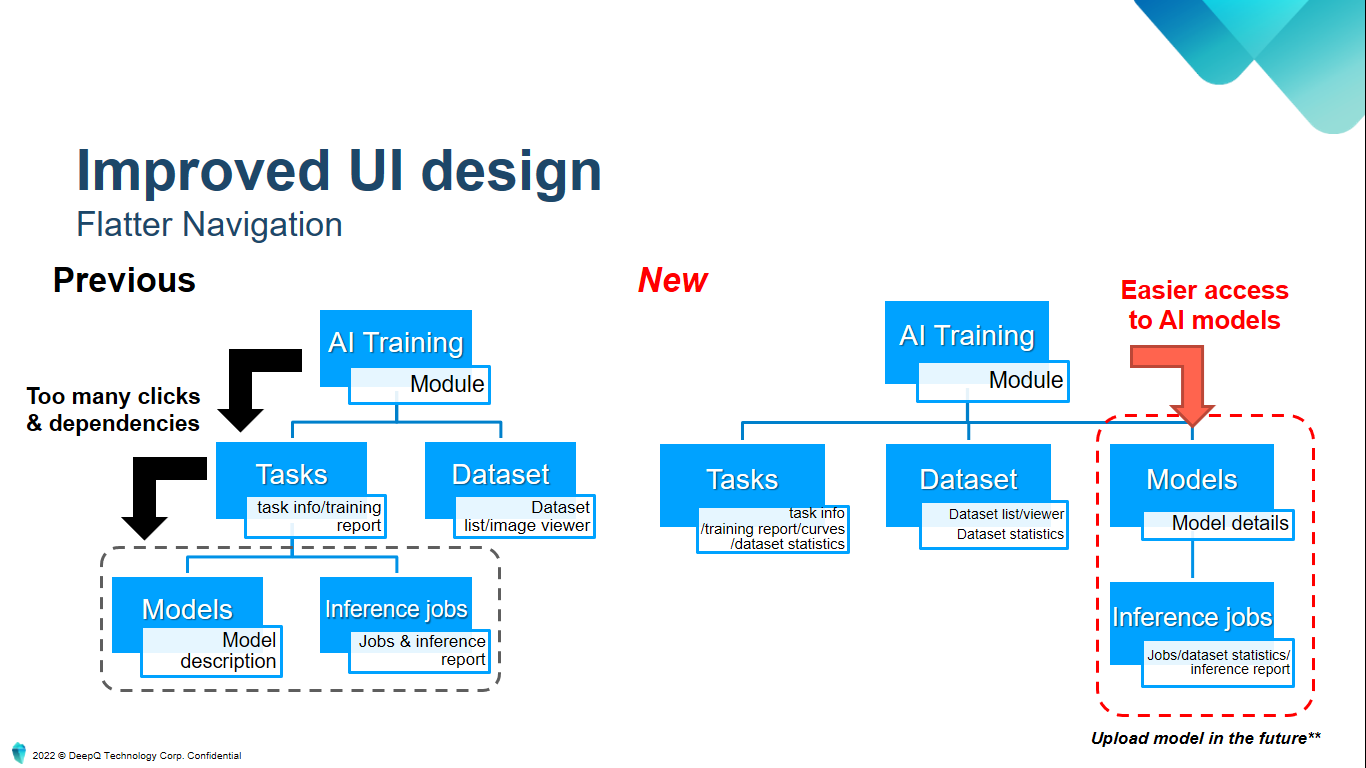 Improved UI design
Flatter Navigation
Previous
Too many clicks
& dependencies
AI Training
Module
Tasks
task info/training
report
Dataset
Dataset
list/image viewer
Models
Model
description
Inference jobs
Jobs & inference
report
New
Easier access
to AI models
AI Training
Module
Tasks
task info
/training report/curves
/dataset statistics
Dataset
Dataset list/viewer
Dataset statistics
Models
Model details
Inference jobs
Jobs/dataset statistics/
inference report
Upload model in the future**
2022 © DeepQ Technology Corp. Confidential